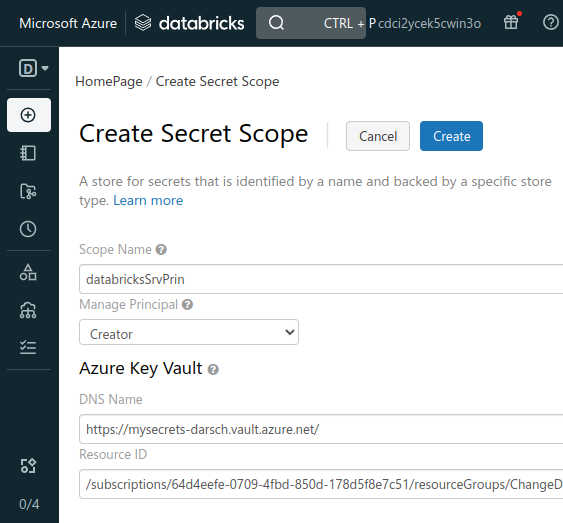 Microsoft Azure databricks CTRL + P cdci2ycek5cwin3o
D
HomePage / Create Secret Scope
Create Secret Scope Cancel Create
A store for secrets that is identified by a name and backed by a specific store
type. Learn more
Scope Name
databricksSrvPrin
Manage Principal
Creator
Azure Key Vault
DNS Name
https://mysecrets-darsch.vault.azure.net/
Resource ID
/subscriptions/64d4eefe-0709-4fbd-850d-178d5f8e7c51/resourceGroups/ChangeD
0/4